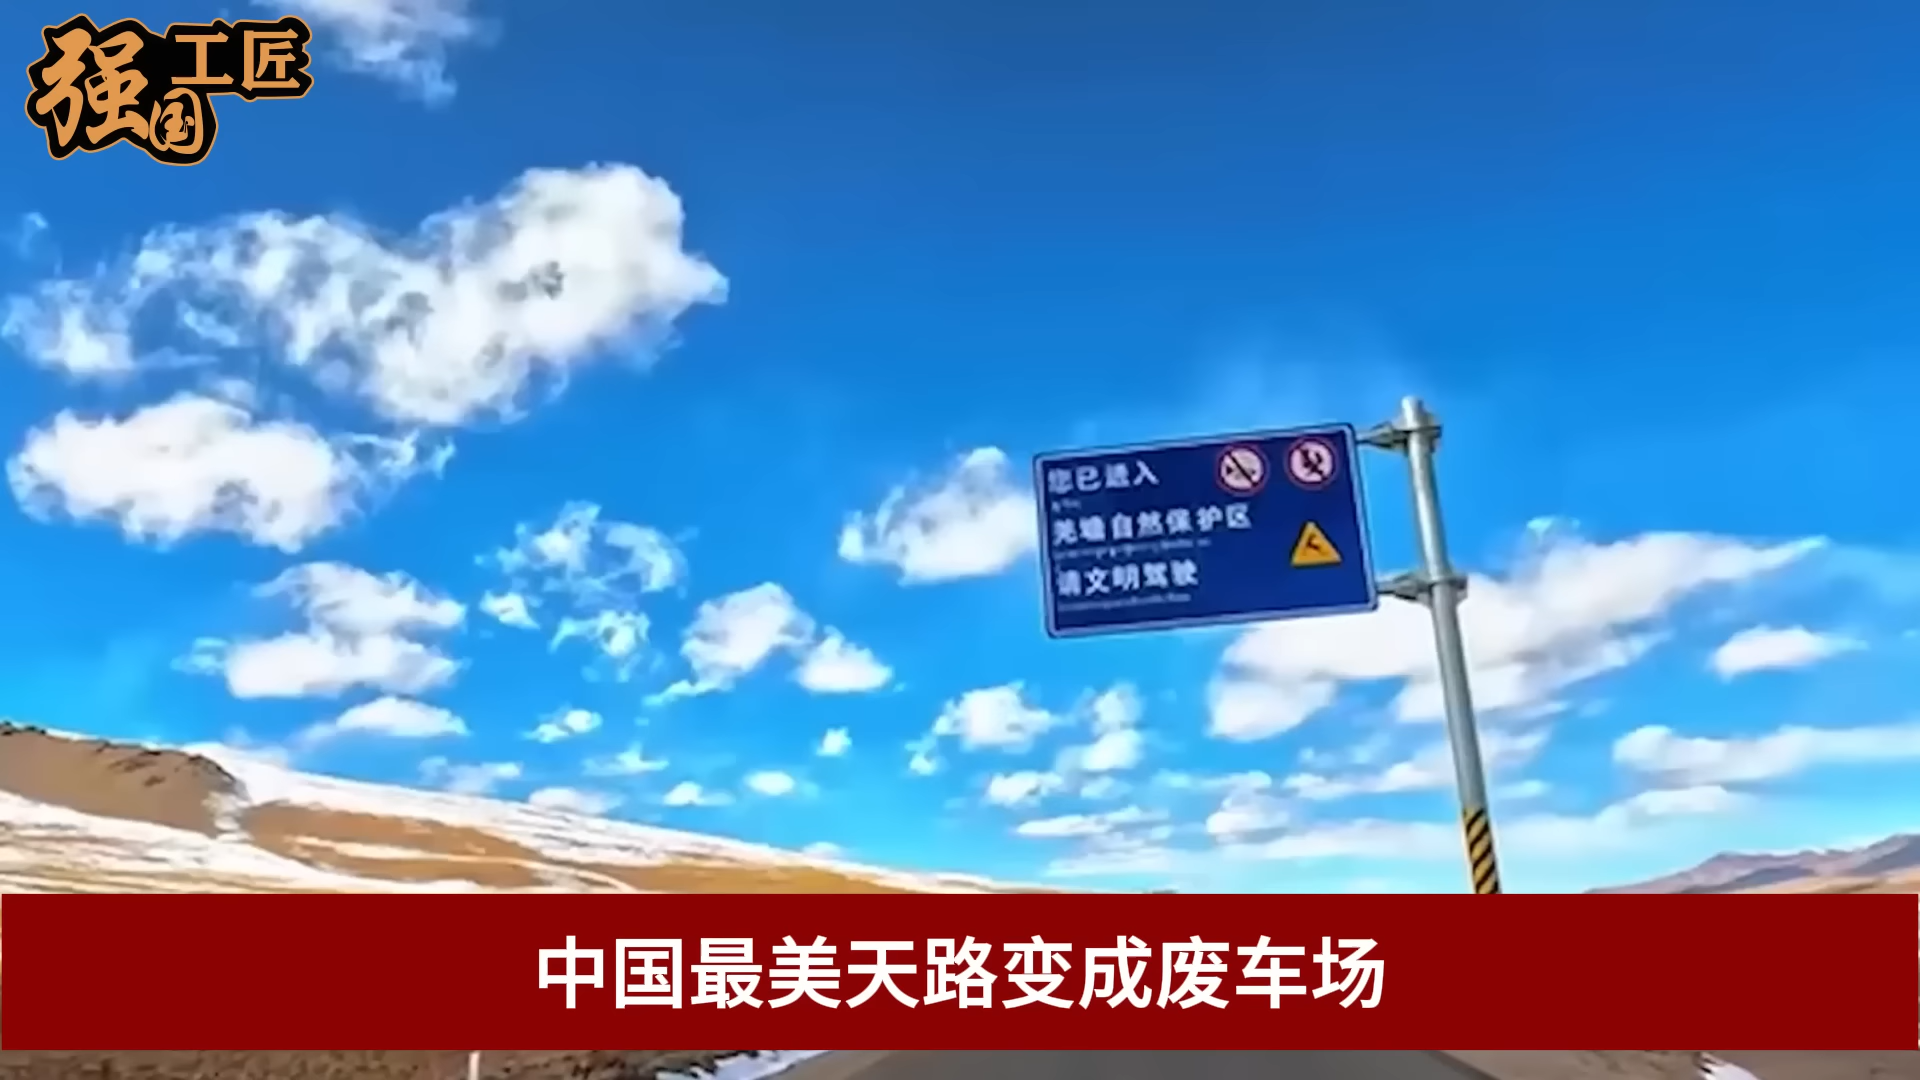 强国工匠
您已进入
羌塘自然保护区
请文明驾驶
中国最美天路变成废车场